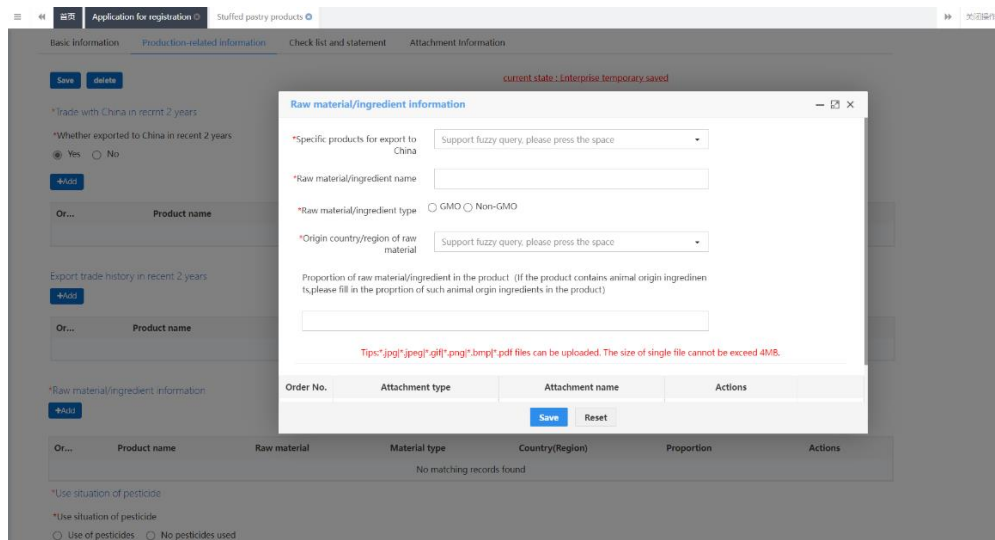 首页
Application for registration
Stuffed pastry products
关闭操作
Basic information
Production-related information
Check list and statement
Attachment Information
Save
delete
current state : Enterprise temporary saved
*Trade with China in recrnt 2 years
*Whether exported to China in recent 2 years
Yes
No
+Add
Or...
Product name
Export trade history in recent 2 years
+Add
Or...
Product name
*Raw material/ingredient information
+Add
Or...
Product name
Raw material
Material type
Country(Region)
Proportion
Actions
No matching records found
*Use situation of pesticide
*Use situation of pesticide
Use of pesticides
No pesticides used
Raw material/ingredient information
*Specific products for export to
China
Support fuzzy query, please press the space
*Raw material/ingredient name
*Raw material/ingredient type
GMO
Non-GMO
*Origin country/region of raw
material
Support fuzzy query, please press the space
Proportion of raw material/ingredient in the product (If the product contains animal origin ingredinen
ts,please fill in the proprtion of such animal orgin ingredients in the product)
Tips:*.jpg|*.jpeg|*.gif|*.png|*.bmp|*.pdf files can be uploaded. The size of single file cannot be exceed 4MB.
Order No.
Attachment type
Attachment name
Actions
Save
Reset